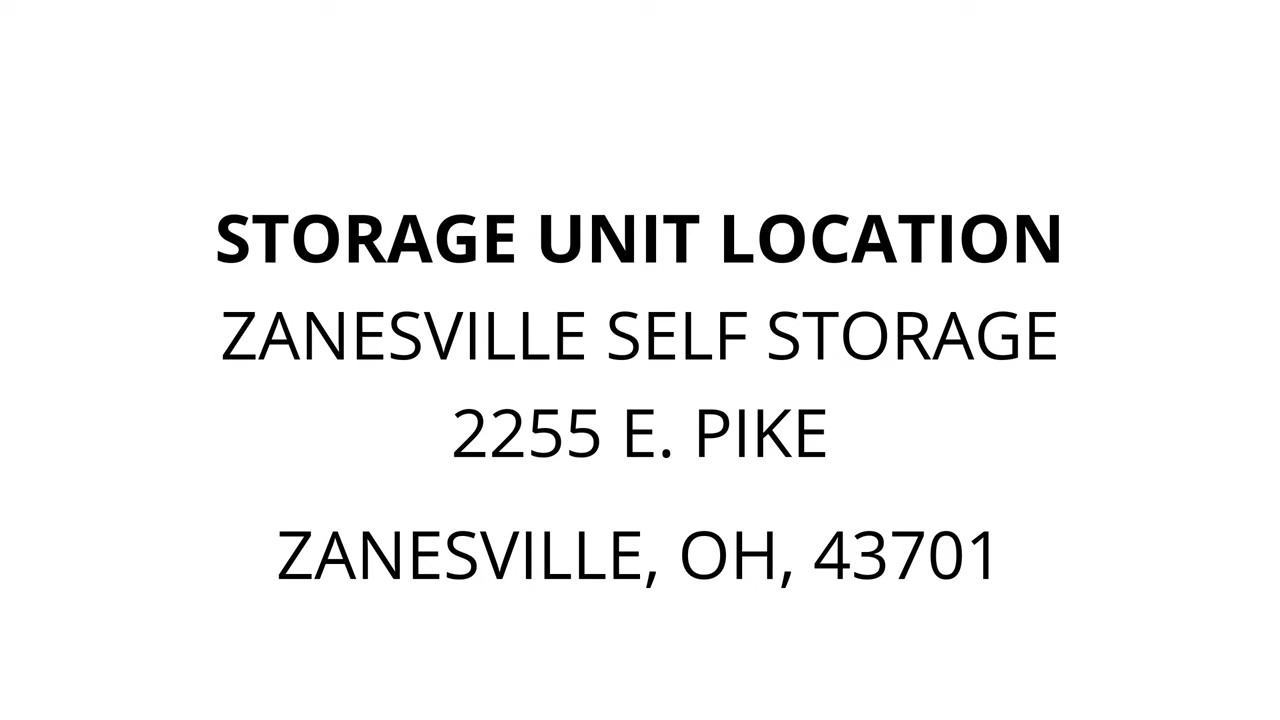 STORAGE UNIT LOCATION
ZANESVILLE SELF STORAGE
2255 E. PIKE
ZANESVILLE, OH, 43701